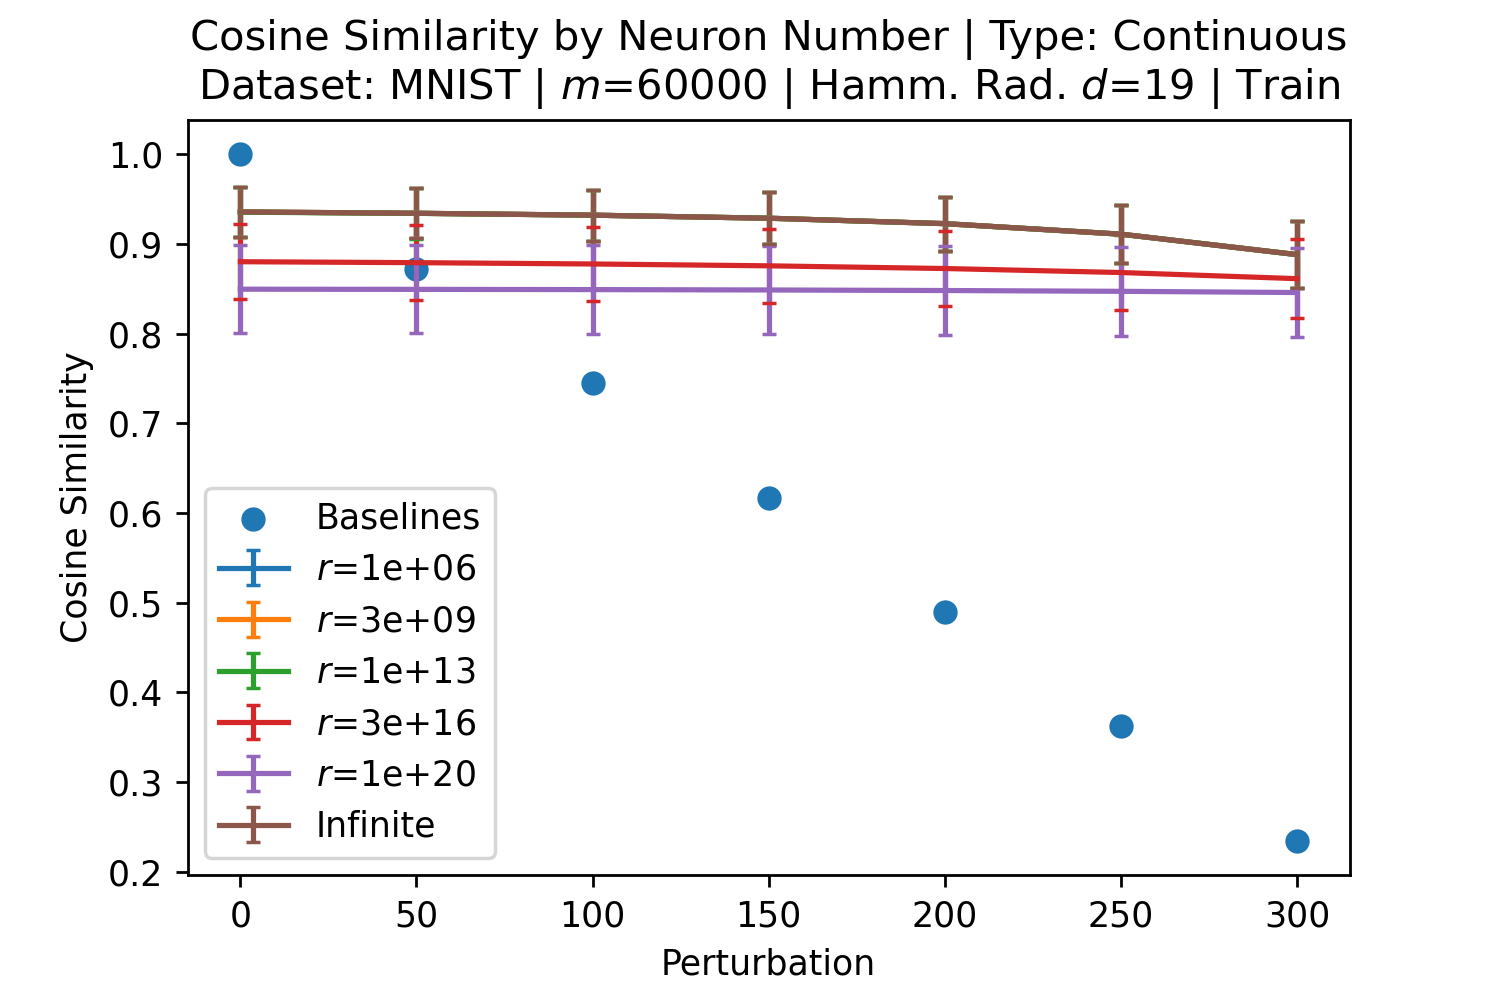 Cosine Similarity by Neuron Number | Type: Continuous
Dataset: MNIST | m=60000 | Hamm. Rad. d=19 | Train
1.0
0.9
0.8
0.7
0.6
0.5
0.4
0.3
0.2
Cosine Similarity
Baselines
r=1e+06
r=3e+09
r=1e+13
r=3e+16
r=1e+20
Infinite
0 50 100 150 200 250 300
Perturbation